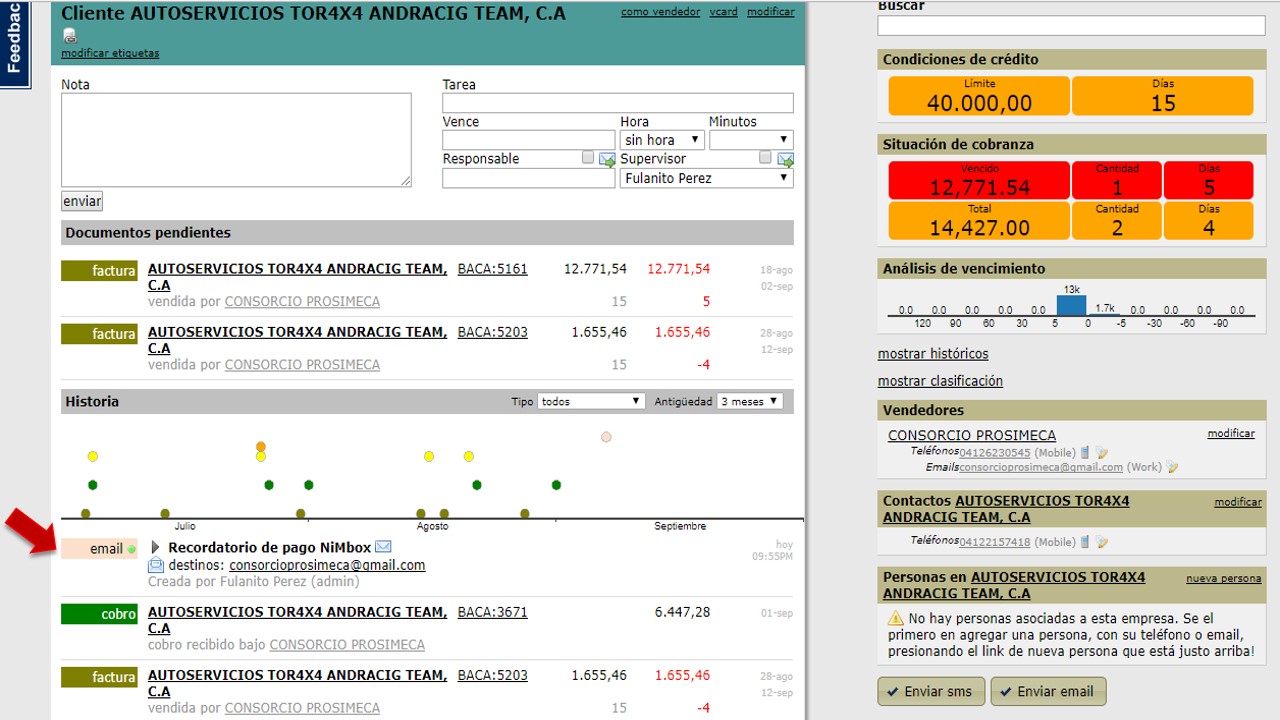 Feedbac
Cliente AUTOSERVICIOS TOR4X4 ANDRACIG TEAM, C.A
como vendedor vcard modificar
modificar etiquetas
Nota
enviar
Tarea
Vence Hora Minutos
sin hora
Responsable Supervisor
Fulanito Perez
Documentos pendientes
factura AUTOSERVICIOS TOR4X4 ANDRACIG TEAM, BACA:5161 12.771,54 12.771,54 18-ago
C.A 02-sep
vendida por CONSORCIO PROSIMECA 15 5
factura AUTOSERVICIOS TOR4X4 ANDRACIG TEAM, BACA:5203 1.655,46 1.655,46 28-ago
C.A 12-sep
vendida por CONSORCIO PROSIMECA 15 -4
Historia Tipo todos Antigüedad 3 meses
Julio Agosto Septiembre
email Recordatorio de pago NiMbox hoy
09:55PM
destinos: consorcioprosimeca@gmail.com
Creada por Fulanito Perez (admin)
cobro AUTOSERVICIOS TOR4X4 ANDRACIG TEAM, BACA:3671 6.447,28 01-sep
C.A
cobro recibido bajo CONSORCIO PROSIMECA
factura AUTOSERVICIOS TOR4X4 ANDRACIG TEAM, BACA:5203 1.655,46 1.655,46 28-ago
C.A 12-sep
vendida por CONSORCIO PROSIMECA 15 -4
Buscar
Condiciones de crédito
Límite Días
40.000,00 15
Situación de cobranza
Vencido Cantidad Días
12,771.54 1 5
Total Cantidad Días
14,427.00 2 4
Análisis de vencimiento
13k
0.0 0.0 0.0 0.0 0.0 1.7k 0.0 0.0 0.0 0.0
120 90 60 30 5 0 -5 -30 -60 -90
mostrar históricos
mostrar clasificación
Vendedores
CONSORCIO PROSIMECA modificar
Teléfonos 04126230545 (Mobile)
Emails consorcioprosimeca@gmail.com (Work)
Contactos AUTOSERVICIOS TOR4X4 modificar
ANDRACIG TEAM, C.A
Teléfonos 04122157418 (Mobile)
Personas en AUTOSERVICIOS TOR4X4 nueva persona
ANDRACIG TEAM, C.A
No hay personas asociadas a esta empresa. Se el
primero en agregar una persona, con su teléfono o email,
presionando el link de nueva persona que está justo arriba!
Enviar sms Enviar email